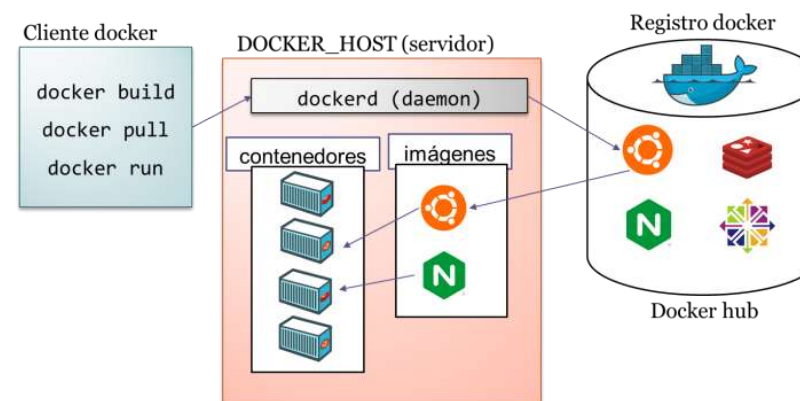 Cliente docker
docker build
docker pull
docker run
DOCKER_HOST (servidor)
dockerd (daemon)
contenedores
imágenes
N
Registro docker
N
Docker hub